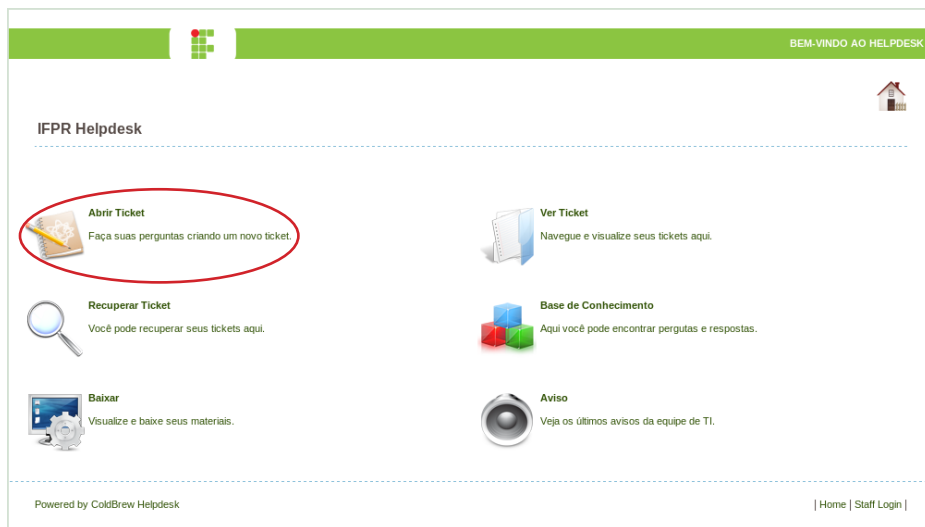 BEM-VINDO AO HELPDESK
IFPR Helpdesk
Abrir Ticket
Faça suas perguntas criando um novo ticket.
Ver Ticket
Navegue e visualize seus tickets aqui.
Recuperar Ticket
Você pode recuperar seus tickets aqui.
Base de Conhecimento
Aqui você pode encontrar pergutas e respostas.
Baixar
Visualize e baixe seus materiais.
Aviso
Veja os últimos avisos da equipe de TI.
Powered by ColdBrew Helpdesk
| Home | Staff Login |